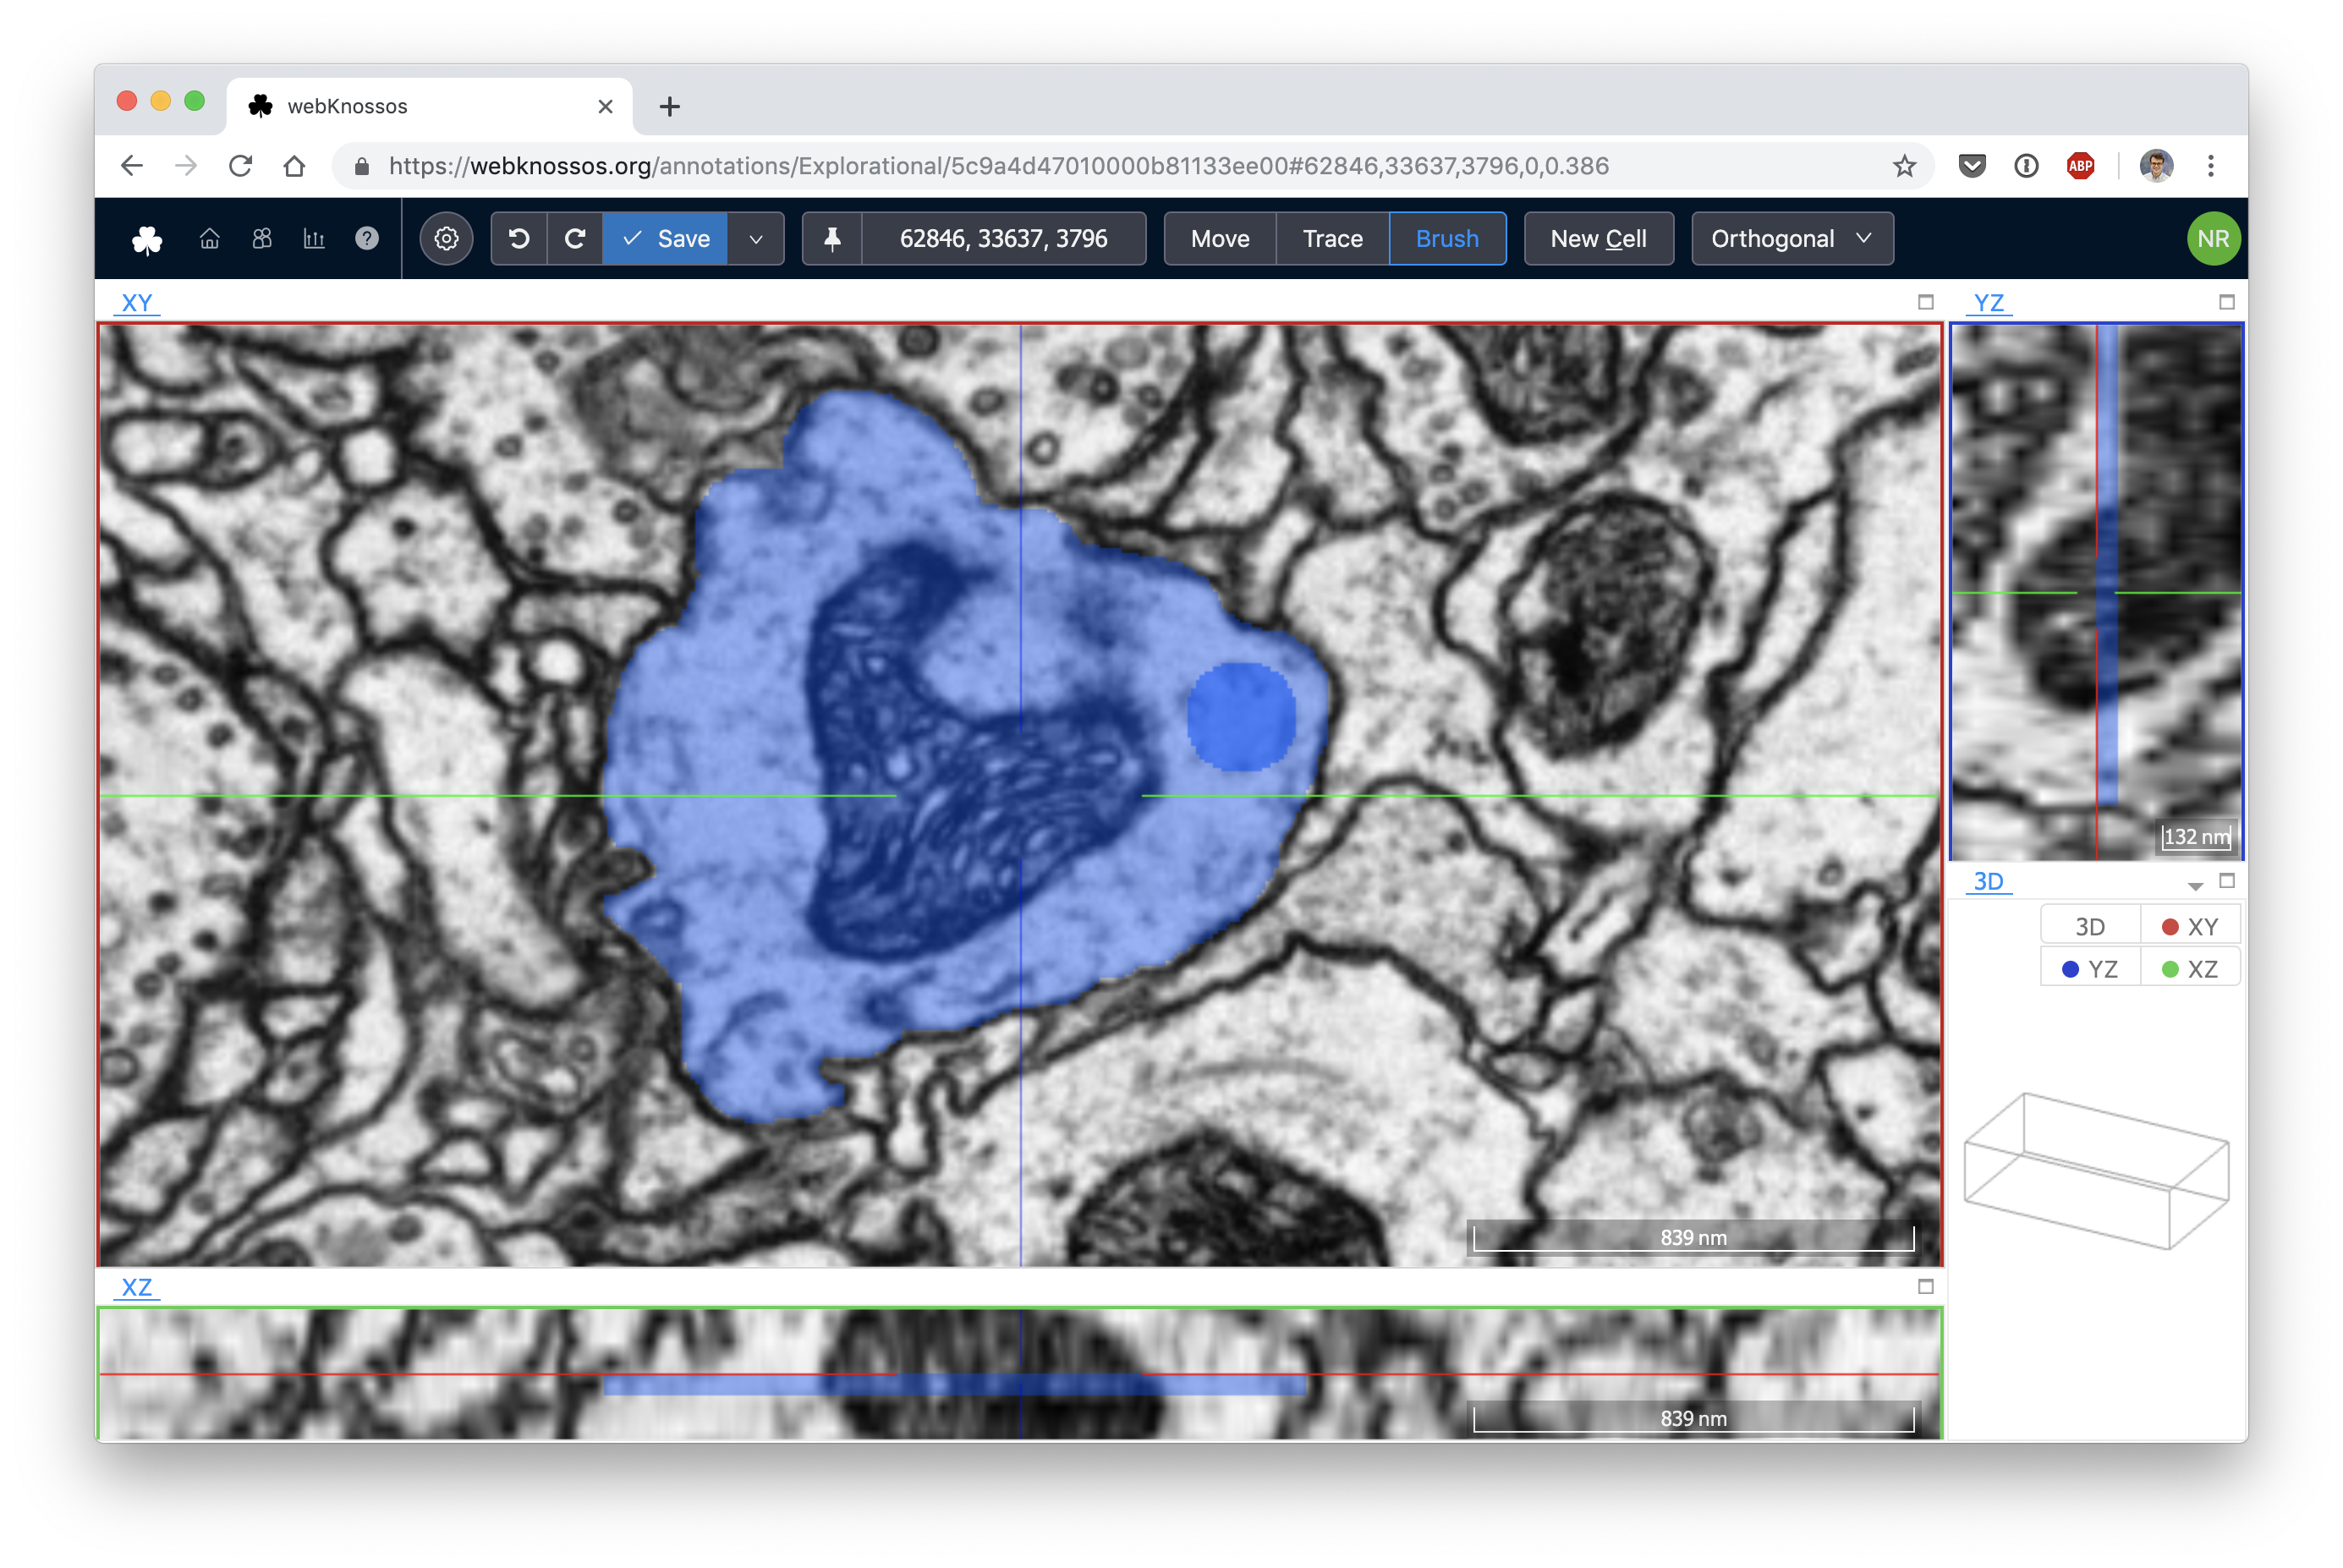 webKnossos
https://webknossos.org/annotations/Explorational/5c9a4d47010000b81133ee00#62846,33637,3796,0,0.386
ABP
? Save 62846, 33637, 3796 Move Trace Brush New Cell Orthogonal NR
XY
YZ
132 nm
3D
3D XY
YZ XZ
839 nm
XZ
839 nm